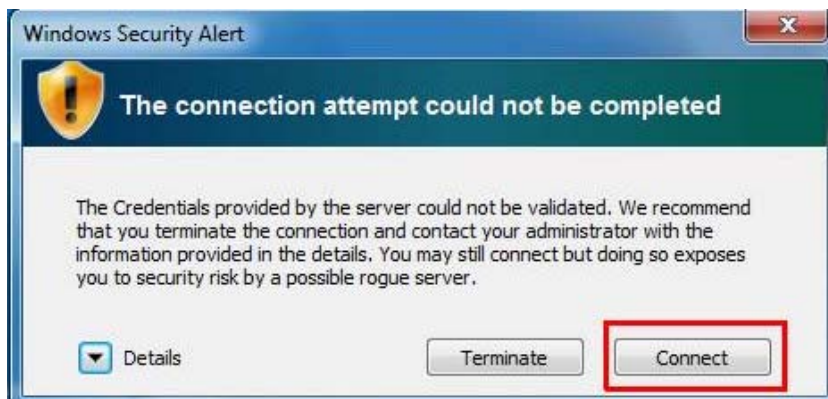 Windows Security Alert
The connection attempt could not be completed
The Credentials provided by the server could not be validated. We recommend
that you terminate the connection and contact your administrator with the
information provided in the details. You may still connect but doing so exposes
you to security risk by a possible rogue server.
Details Terminate Connect